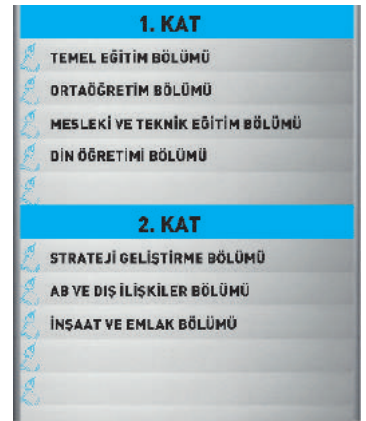 1. KAT
TEMEL EĞİTİM BÖLÜMÜ
ORTAÖĞRETİM BÖLÜMÜ
MESLEKİ VE TEKNİK EĞİTİM BÖLÜMÜ
DİN ÖĞRETİMİ BÖLÜMÜ
2. KAT
STRATEJİ GELİŞTİRME BÖLÜMÜ
AB VE DIŞ İLİŞKİLER BÖLÜMÜ
İNŞAAT VE EMLAK BÖLÜMÜ